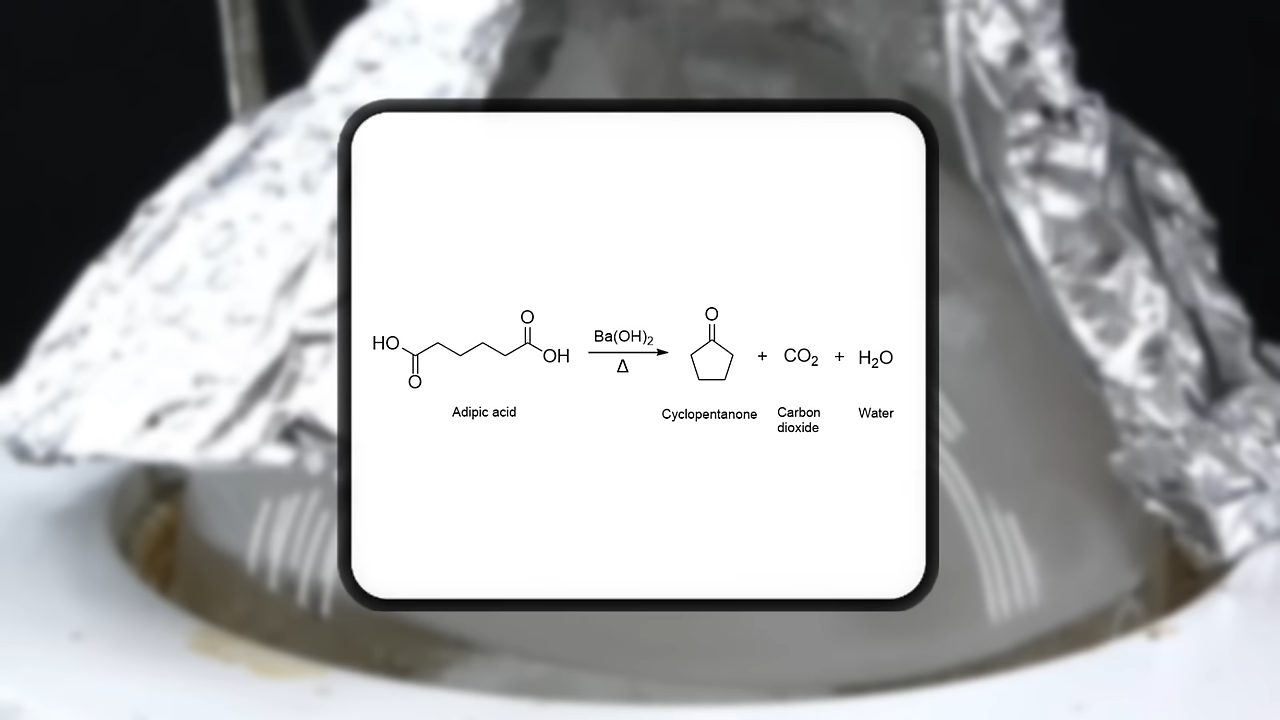 O
HO
OH
O
Ba(OH)₂
Δ
O
+ CO₂ + H₂O
Adipic acid
Cyclopentanone
Carbon
dioxide
Water